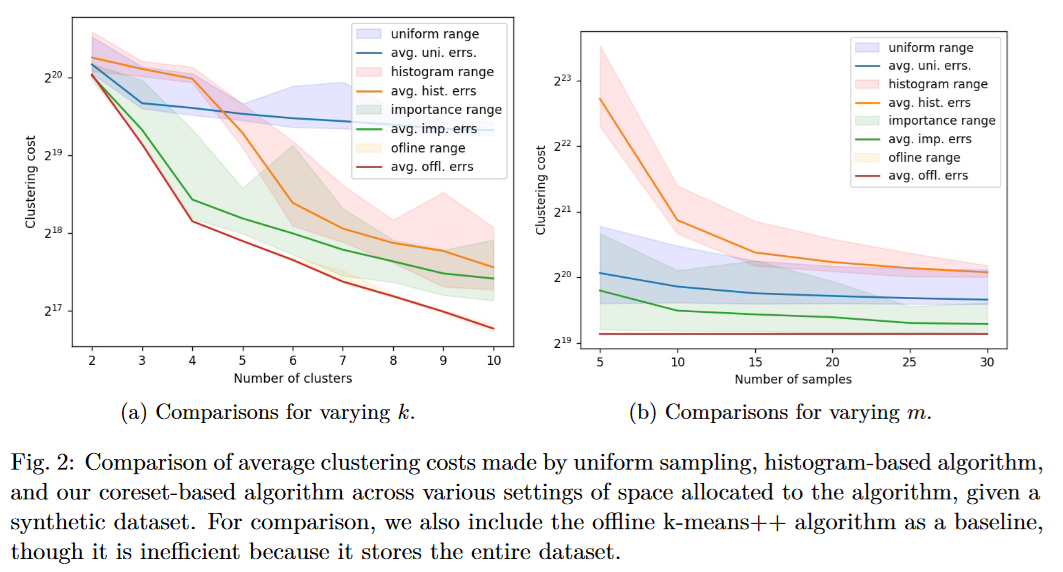 uniform range
avg. uni. errs.
histogram range
avg. hist. errs
importance range
avg. imp. errs
ofline range
avg. offl. errs
2^20
2^19
2^18
2^17
Clustering cost
2 3 4 5 6 7 8 9 10
Number of clusters
(a) Comparisons for varying k.
uniform range
avg. uni. errs.
histogram range
avg. hist. errs
importance range
avg. imp. errs
ofline range
avg. offl. errs
2^23
2^22
2^21
2^20
2^19
Clustering cost
5 10 15 20 25 30
Number of samples
(b) Comparisons for varying m.
Fig. 2: Comparison of average clustering costs made by uniform sampling, histogram-based algorithm,
and our coreset-based algorithm across various settings of space allocated to the algorithm, given a
synthetic dataset. For comparison, we also include the offline k-means++ algorithm as a baseline,
though it is inefficient because it stores the entire dataset.